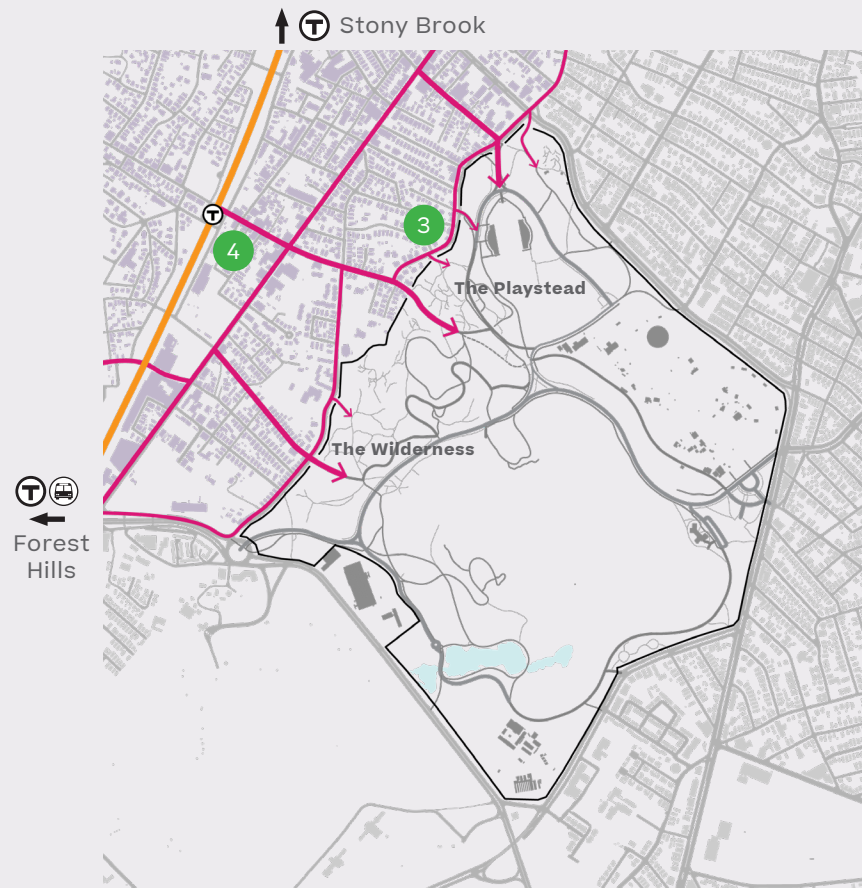 T Stony Brook
3
T
4
The Playstead
The Wilderness
T
Forest
Hills